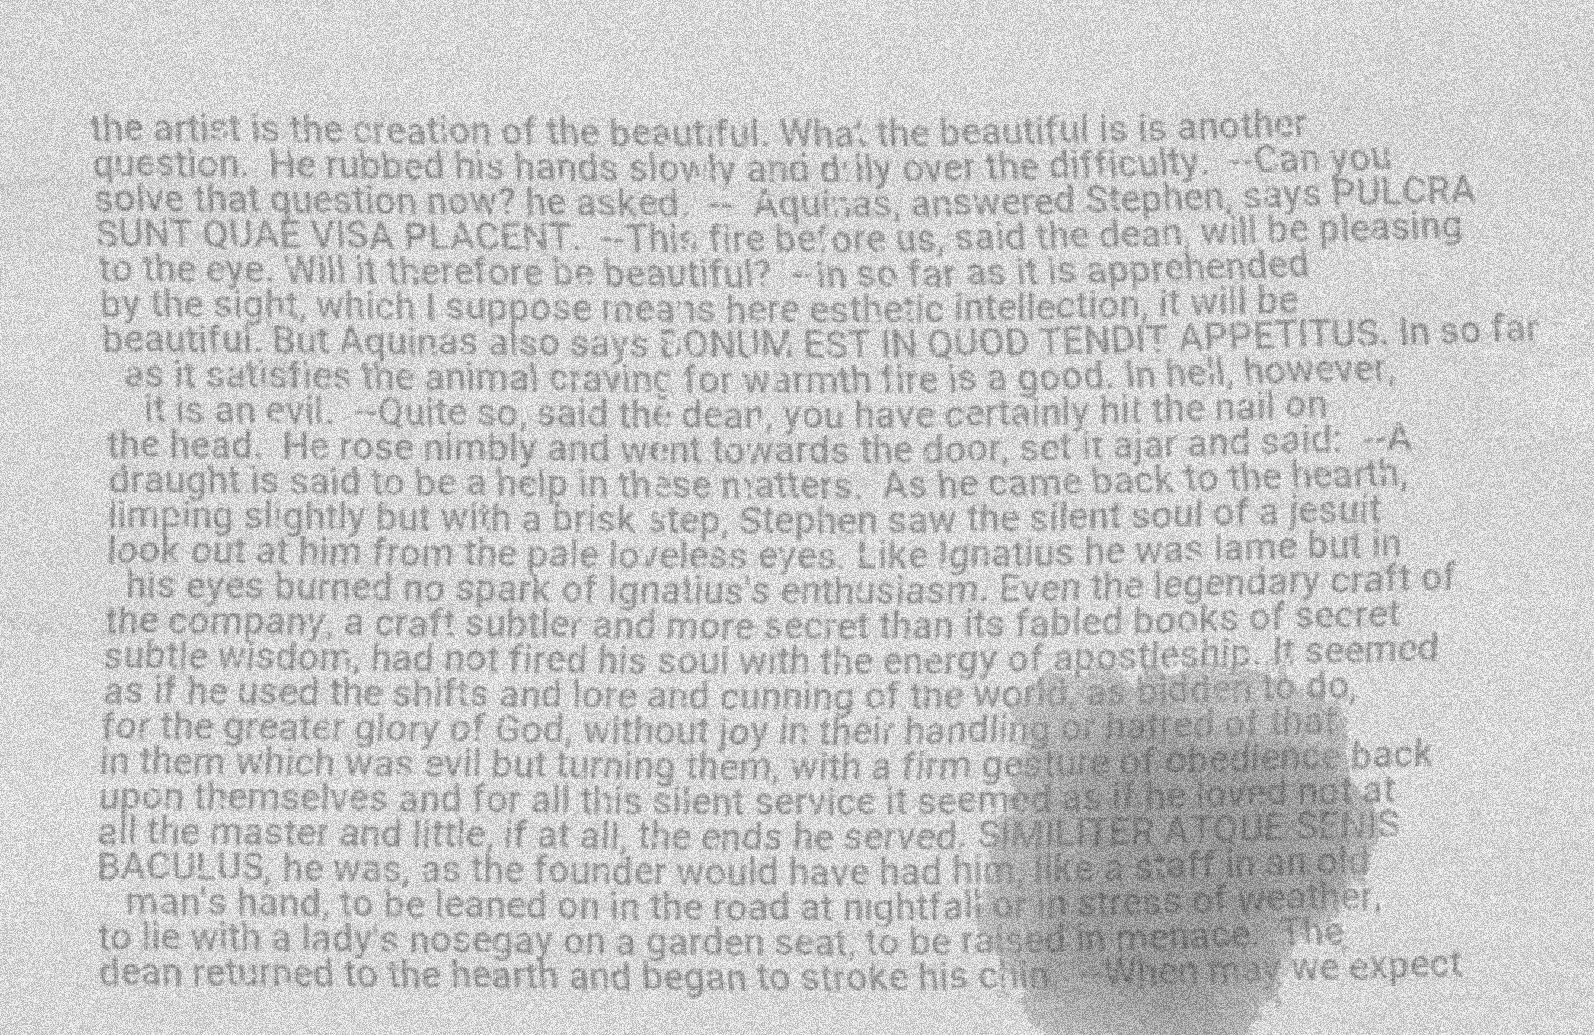 the artist is the creation of the beautiful. What the beautiful is is another
question.  He rubbed his hands slowly and drily over the difficulty.  --Can you
solve that question now? he asked.  --  Aquinas, answered Stephen, says PULCRA
SUNT QUAE VISA PLACENT.  --This fire before us, said the dean, will be pleasing
to the eye. Will it therefore be beautiful?  --in so far as it is apprehended
by the sight, which I suppose means here esthetic intellection, it will be
beautiful. But Aquinas also says BONUM EST IN QUOD TENDIT APPETITUS. In so far
as it satisfies the animal craving for warmth fire is a good. In hell, however,
it is an evil.  --Quite so, said the dean, you have certainly hit the nail on
the head.  He rose nimbly and went towards the door, set it ajar and said:  --A
draught is said to be a help in these matters.  As he came back to the hearth,
limping slightly but with a brisk step, Stephen saw the silent soul of a jesuit
look out at him from the pale loveless eyes. Like Ignatius he was lame but in
his eyes burned no spark of Ignatius's enthusiasm. Even the legendary craft of
the company, a craft subtler and more secret than its fabled books of secret
subtle wisdom, had not fired his soul with the energy of apostleship. It seemed
as if he used the shifts and lore and cunning of the world, as bidden to do,
for the greater glory of God, without joy in their handling or hatred of that
in them which was evil but turning them, with a firm gesture of obedience back
upon themselves and for all this silent service it seemed as if he loved not at
all the master and little, if at all, the ends he served. SIMILITER ATQUE SENIS
BACULUS, he was, as the founder would have had him, like a staff in an old
man's hand, to be leaned on in the road at nightfall or in stress of weather,
to lie with a lady's nosegay on a garden seat, to be raised in menace.  The
dean returned to the hearth and began to stroke his chin.  --When may we expect